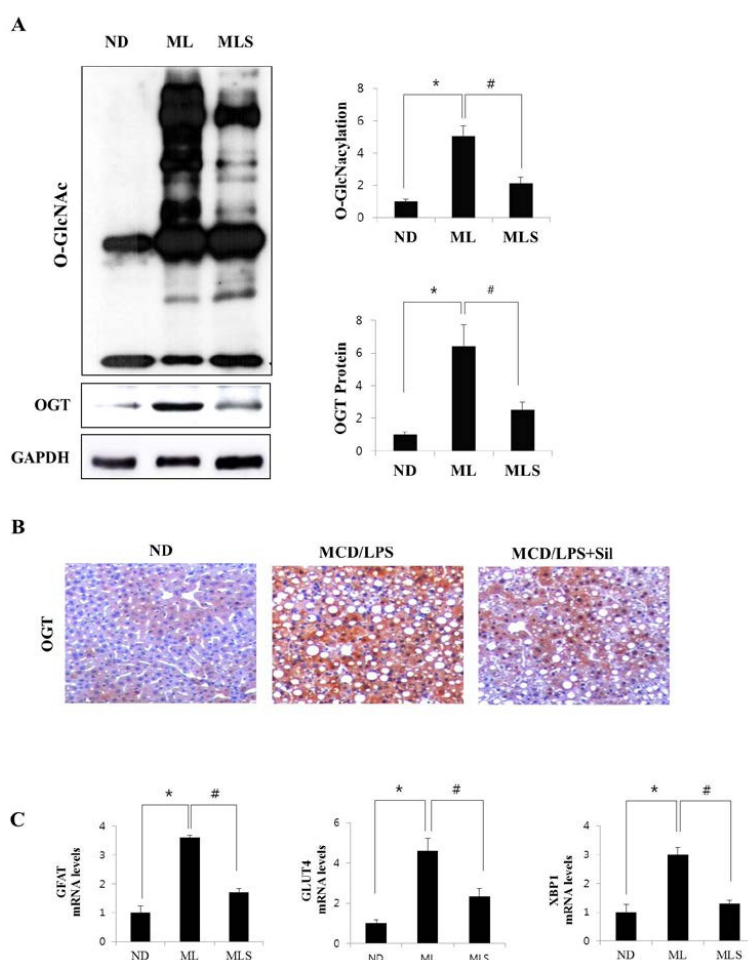 A
ND ML MLS
O-GlcNAc
OGT
GAPDH
* #
O-GlcNacylation
8
6
4
2
0
ND ML MLS
* #
OGT Protein
8
6
4
2
0
ND ML MLS
B
ND MCD/LPS MCD/LPS+Sil
OGT
C
* #
GFAT
mRNA levels
4
3
2
1
0
ND ML MLS
* #
GLUT4
mRNA levels
6
4
2
0
ND ML MLS
* #
XBP1
mRNA levels
4
3
2
1
0
ND ML MLS